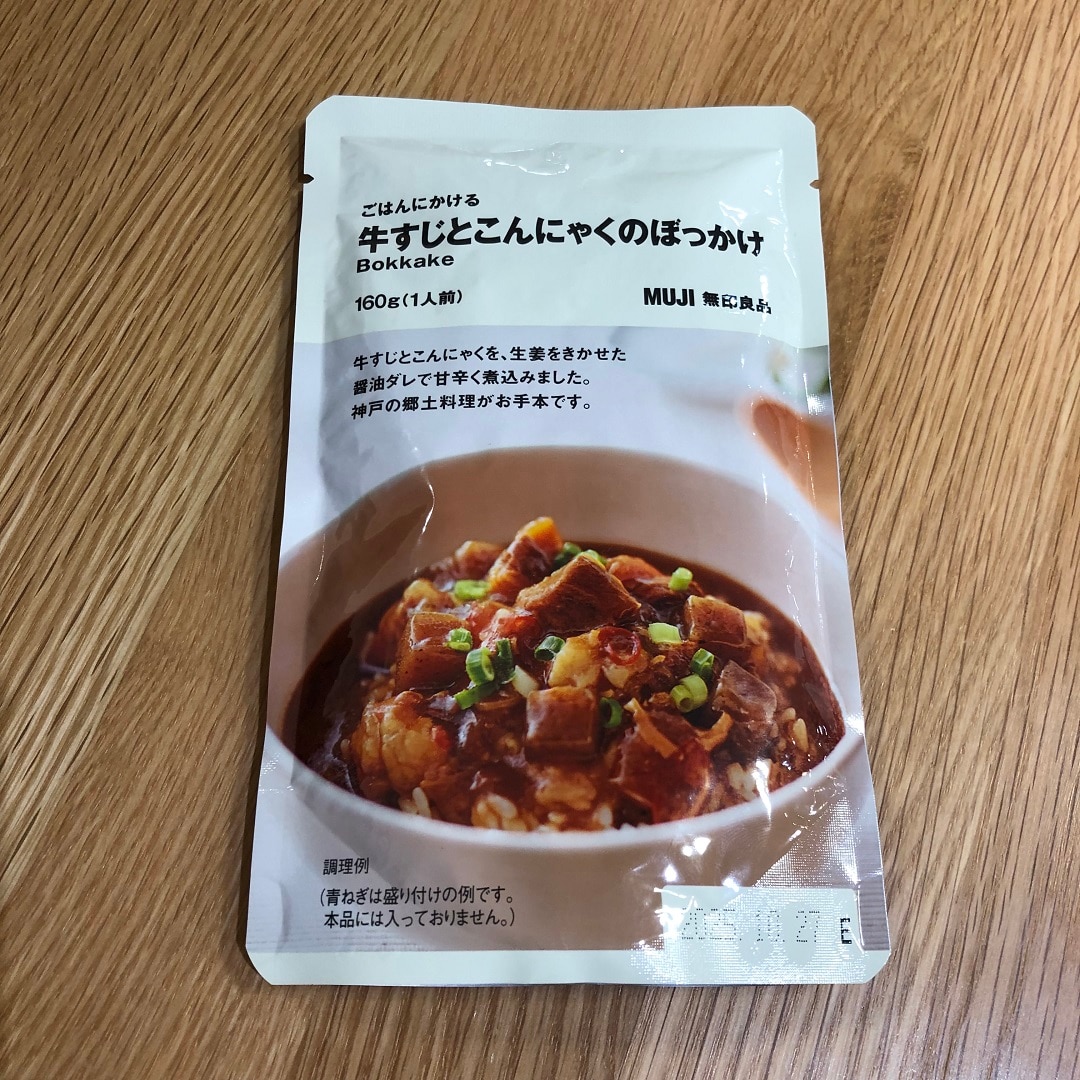 ごはんにかける
牛すじとこんにゃくのぼっかけ
Bokkake
160g(1人前)
MUJI 無印良品
牛すじとこんにゃくを、生姜をきかせた
醤油ダレで甘辛く煮込みました。
神戸の郷土料理がお手本です。
調理例
(青ねぎは盛り付けの例です。
本品には入っておりません。)
10.27 E